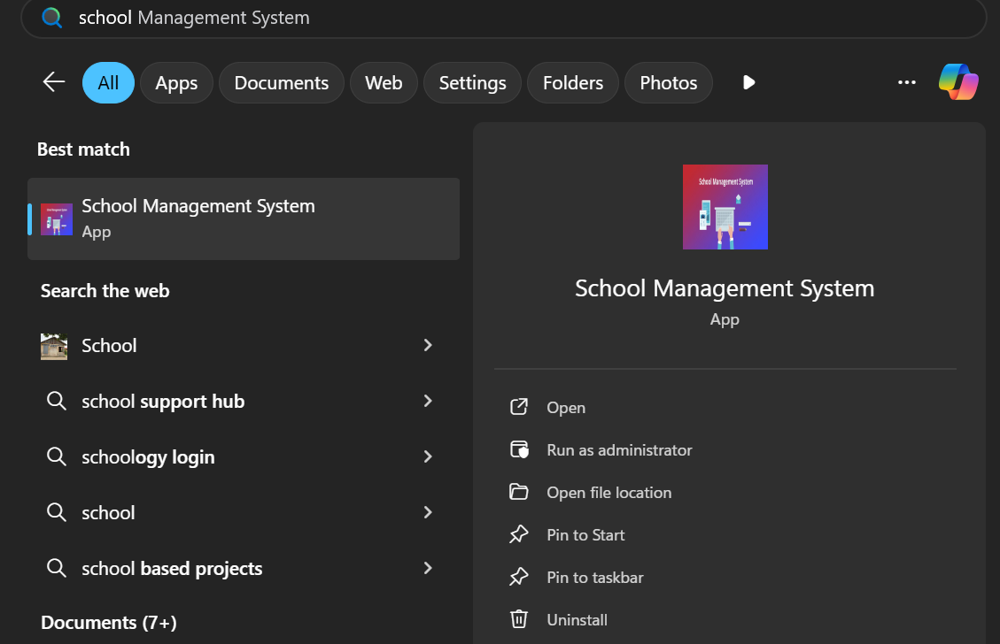 school Management System
All
Apps
Documents
Web
Settings
Folders
Photos
Best match
School Management System
App
Search the web
School
school support hub
schoology login
school
school based projects
Documents (7+)
School Management System
School Management System
App
Open
Run as administrator
Open file location
Pin to Start
Pin to taskbar
Uninstall